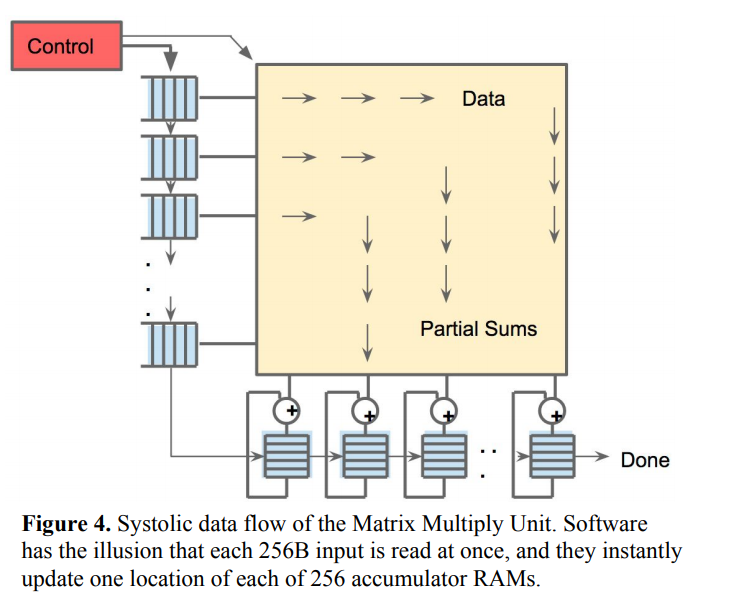 Control
Data
Partial Sums
+ + + +
Done
Figure 4. Systolic data flow of the Matrix Multiply Unit. Software
has the illusion that each 256B input is read at once, and they instantly
update one location of each of 256 accumulator RAMs.